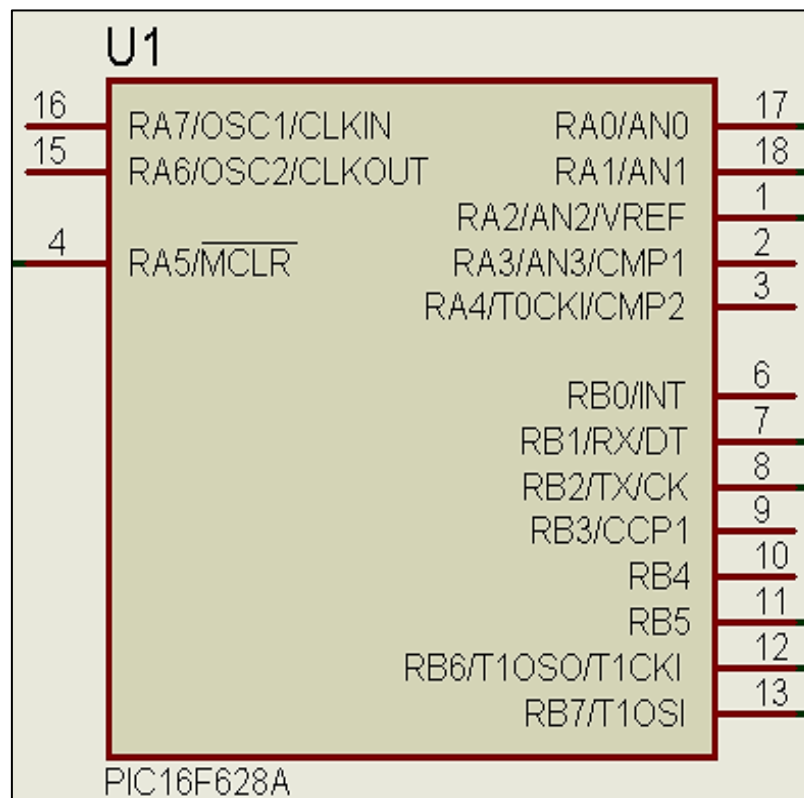 U1
16 RA7/OSC1/CLKIN RA0/AN0 17
15 RA6/OSC2/CLKOUT RA1/AN1 18
RA2/AN2/VREF 1
4 RA5/MCLR RA3/AN3/CMP1 2
RA4/T0CKI/CMP2 3
RB0/INT 6
RB1/RX/DT 7
RB2/TX/CK 8
RB3/CCP1 9
RB4 10
RB5 11
RB6/T1OSO/T1CKI 12
RB7/T1OSI 13
PIC16F628A